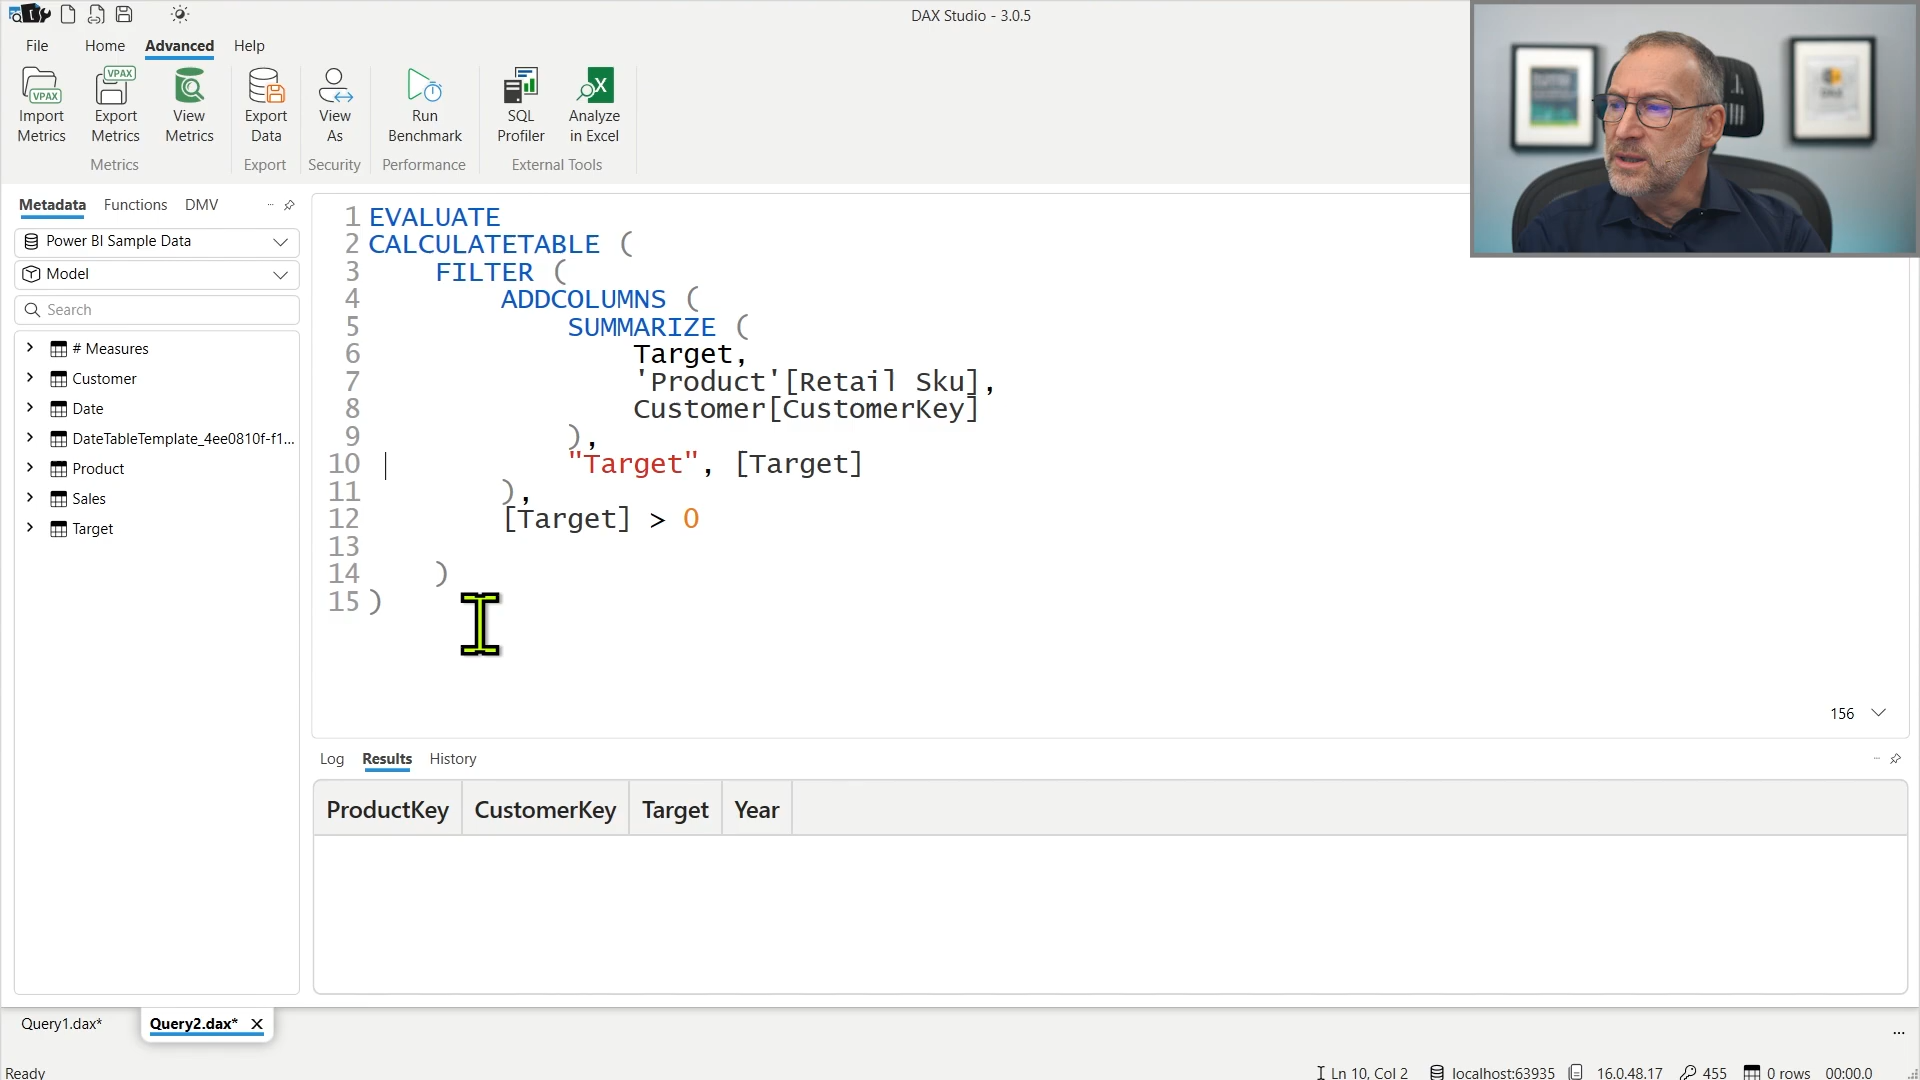 DAX Studio - 3.0.5
File Home Advanced Help
VPAX VPAX
Import Metrics
Export Metrics
View Metrics
Export Data
View As
Run Benchmark
SQL Profiler
Analyze in Excel
Metrics Export Security Performance External Tools
Metadata Functions DMV
Power BI Sample Data
Model
Search
# Measures
Customer
Date
DateTableTemplate_4ee0810f-f1...
Product
Sales
Target
1 EVALUATE
2 CALCULATETABLE (
3 FILTER (
4 ADDCOLUMNS (
5 SUMMARIZE (
6 Target,
7 'Product'[Retail Sku],
8 Customer[CustomerKey]
9 ),
10 "Target", [Target]
11 ),
12 [Target] > 0
13
14 )
15 )
156
Log Results History
ProductKey CustomerKey Target Year
Query1.dax* Query2.dax*
Ready Ln 10, Col 2 localhost:63935 16.0.48.17 455 0 rows 00:00.0